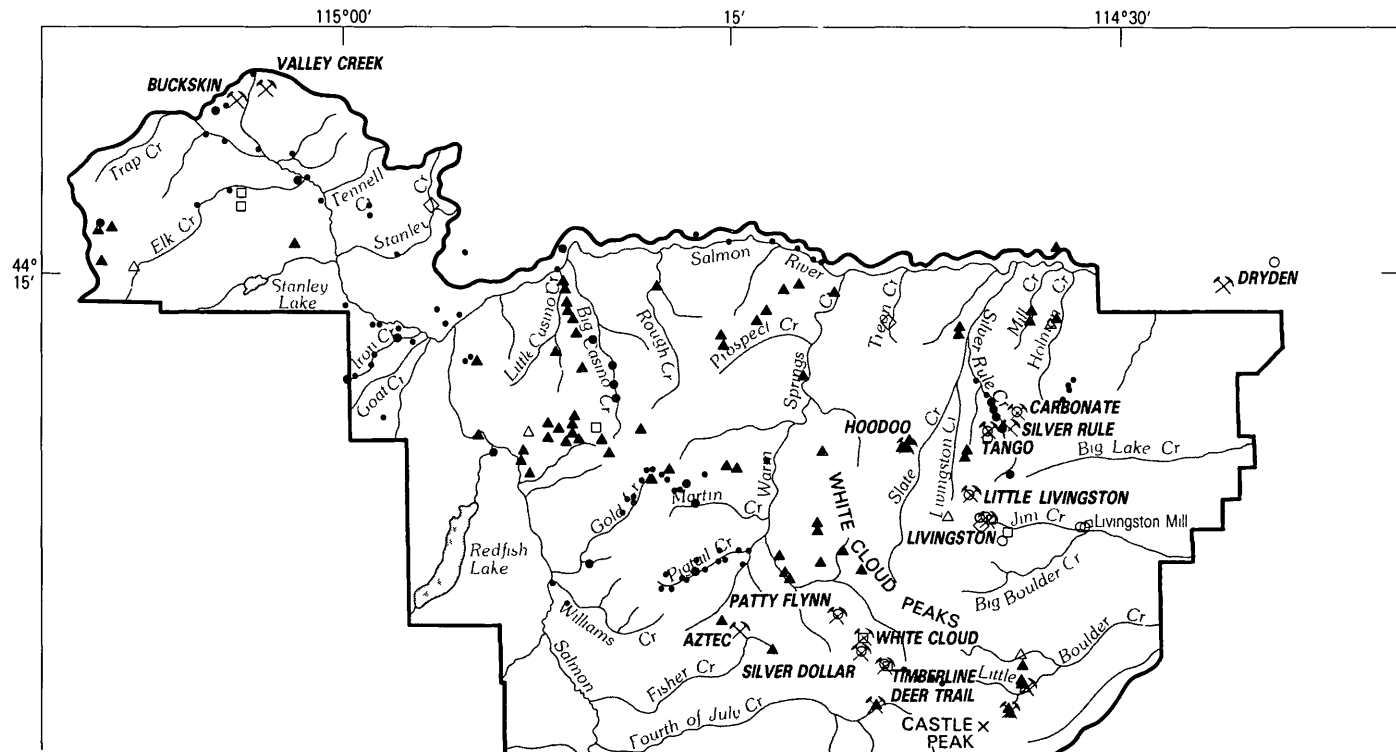 115°00'
15'
114°30'
VALLEY CREEK
BUCKSKIN
Trap Cr
Tennell
Cr
Cr
Elk Cr
Stanley
44°
15'
Stanley
Lake
Salmon
River
DRYDEN
Little Casino Cr
Big Casino Cr
Rough Cr
Prospect Cr
Cr
Springs
Warm
Treon Cr
Silver Rule Cr
Mill Cr
Holman Cr
Iron Cr
Goat Cr
CARBONATE
SILVER RULE
TANGO
HOODOO
Slate Cr
Livingston Cr
Big Lake Cr
LITTLE LIVINGSTON
Gold Cr
Martin
Cr
WHITE CLOUD PEAKS
Jim Cr
Livingston Mill
LIVINGSTON
Redfish
Lake
Pigtail Cr
Big Boulder Cr
PATTY FLYNN
Williams
Cr
AZTEC
WHITE CLOUD
Little Boulder Cr
Salmon
Fisher Cr
SILVER DOLLAR
TIMBERLINE
DEER TRAIL
Fourth of July Cr
CASTLE
PEAK